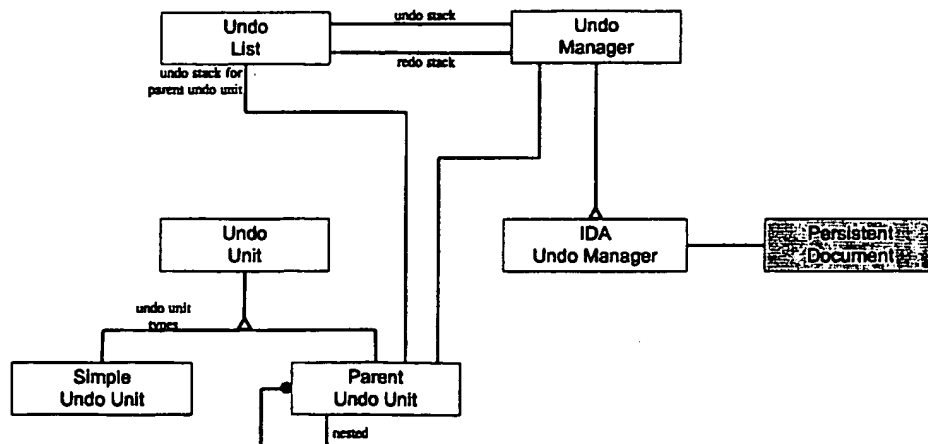 undo stack
Undo
List
Undo
Manager
redo stack
undo stack for
parent undo unit
Undo
Unit
IDA
Undo Manager
Persistent
Document
undo unit
types
Simple
Undo Unit
Parent
Undo Unit
nested